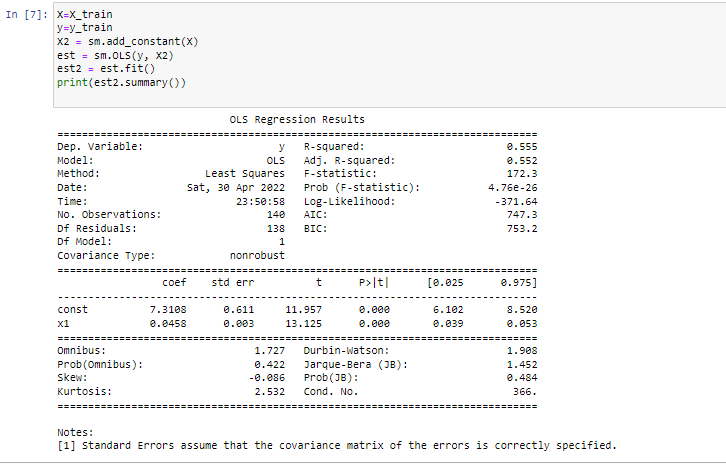 In [7]: X=X_train
y=y_train
X2 = sm.add_constant(X)
est = sm.OLS(y, X2)
est2 = est.fit()
print(est2.summary())
OLS Regression Results
==============================================================================
Dep. Variable:                      y   R-squared:                       0.555
Model:                            OLS   Adj. R-squared:                  0.552
Method:                 Least Squares   F-statistic:                     172.3
Date:                Sat, 30 Apr 2022   Prob (F-statistic):           4.76e-26
Time:                        23:50:58   Log-Likelihood:                -371.64
No. Observations:                 140   AIC:                             747.3
Df Residuals:                     138   BIC:                             753.2
Df Model:                           1
Covariance Type:            nonrobust
==============================================================================
coef    std err          t      P>|t|      [0.025      0.975]
------------------------------------------------------------------------------
const          7.3108      0.611     11.957      0.000       6.102       8.520
x1             0.0458      0.003     13.125      0.000       0.039       0.053
==============================================================================
Omnibus:                        1.727   Durbin-Watson:                   1.908
Prob(Omnibus):                  0.422   Jarque-Bera (JB):                1.452
Skew:                          -0.086   Prob(JB):                        0.484
Kurtosis:                       2.532   Cond. No.                         366.
==============================================================================
Notes:
[1] Standard Errors assume that the covariance matrix of the errors is correctly specified.